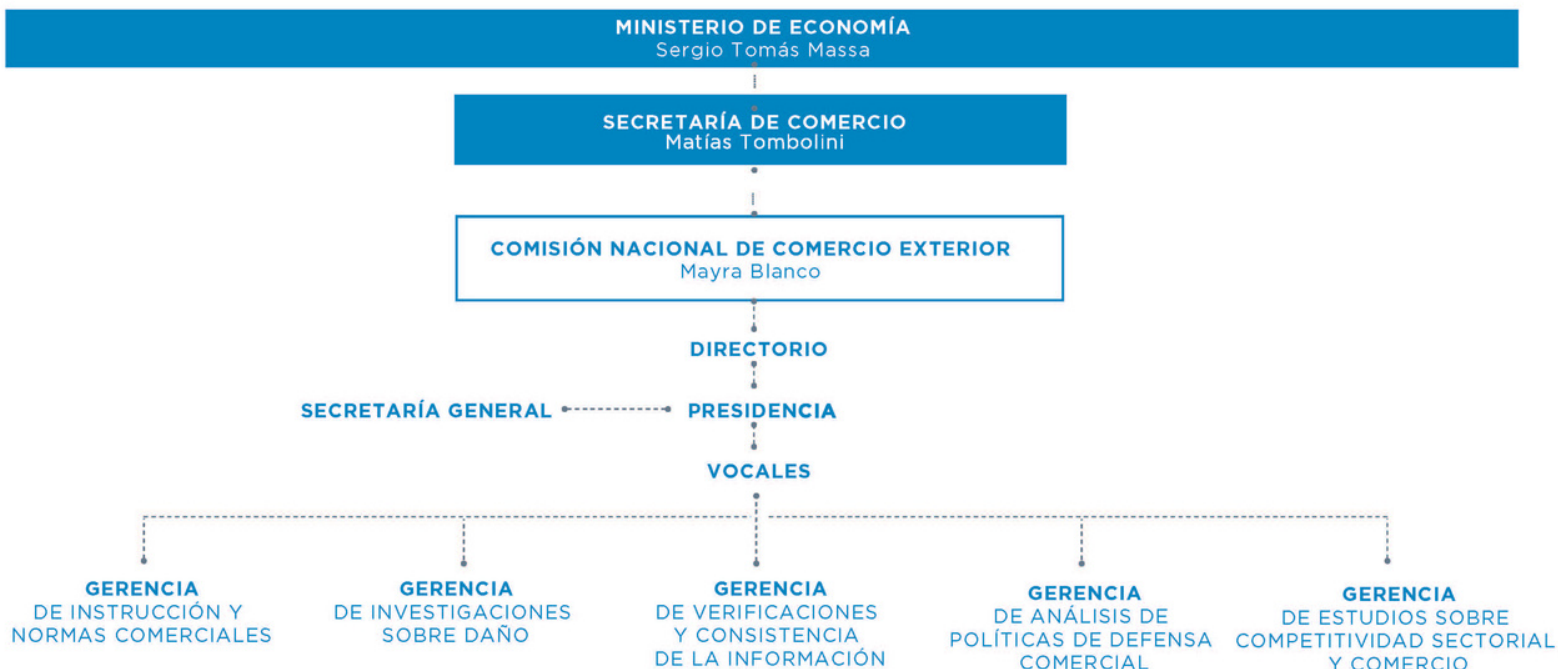 MINISTERIO DE ECONOMÍA
Sergio Tomás Massa
SECRETARÍA DE COMERCIO
Matías Tombolini
COMISIÓN NACIONAL DE COMERCIO EXTERIOR
Mayra Blanco
DIRECTORIO
SECRETARÍA GENERAL
PRESIDENCIA
VOCALES
GERENCIA
DE INSTRUCCIÓN Y
NORMAS COMERCIALES
GERENCIA
DE INVESTIGACIONES
SOBRE DAÑO
GERENCIA
DE VERIFICACIONES
Y CONSISTENCIA
DE LA INFORMACIÓN
GERENCIA
DE ANÁLISIS DE
POLÍTICAS DE DEFENSA
COMERCIAL
GERENCIA
DE ESTUDIOS SOBRE
COMPETITIVIDAD SECTORIAL
Y COMERCIO